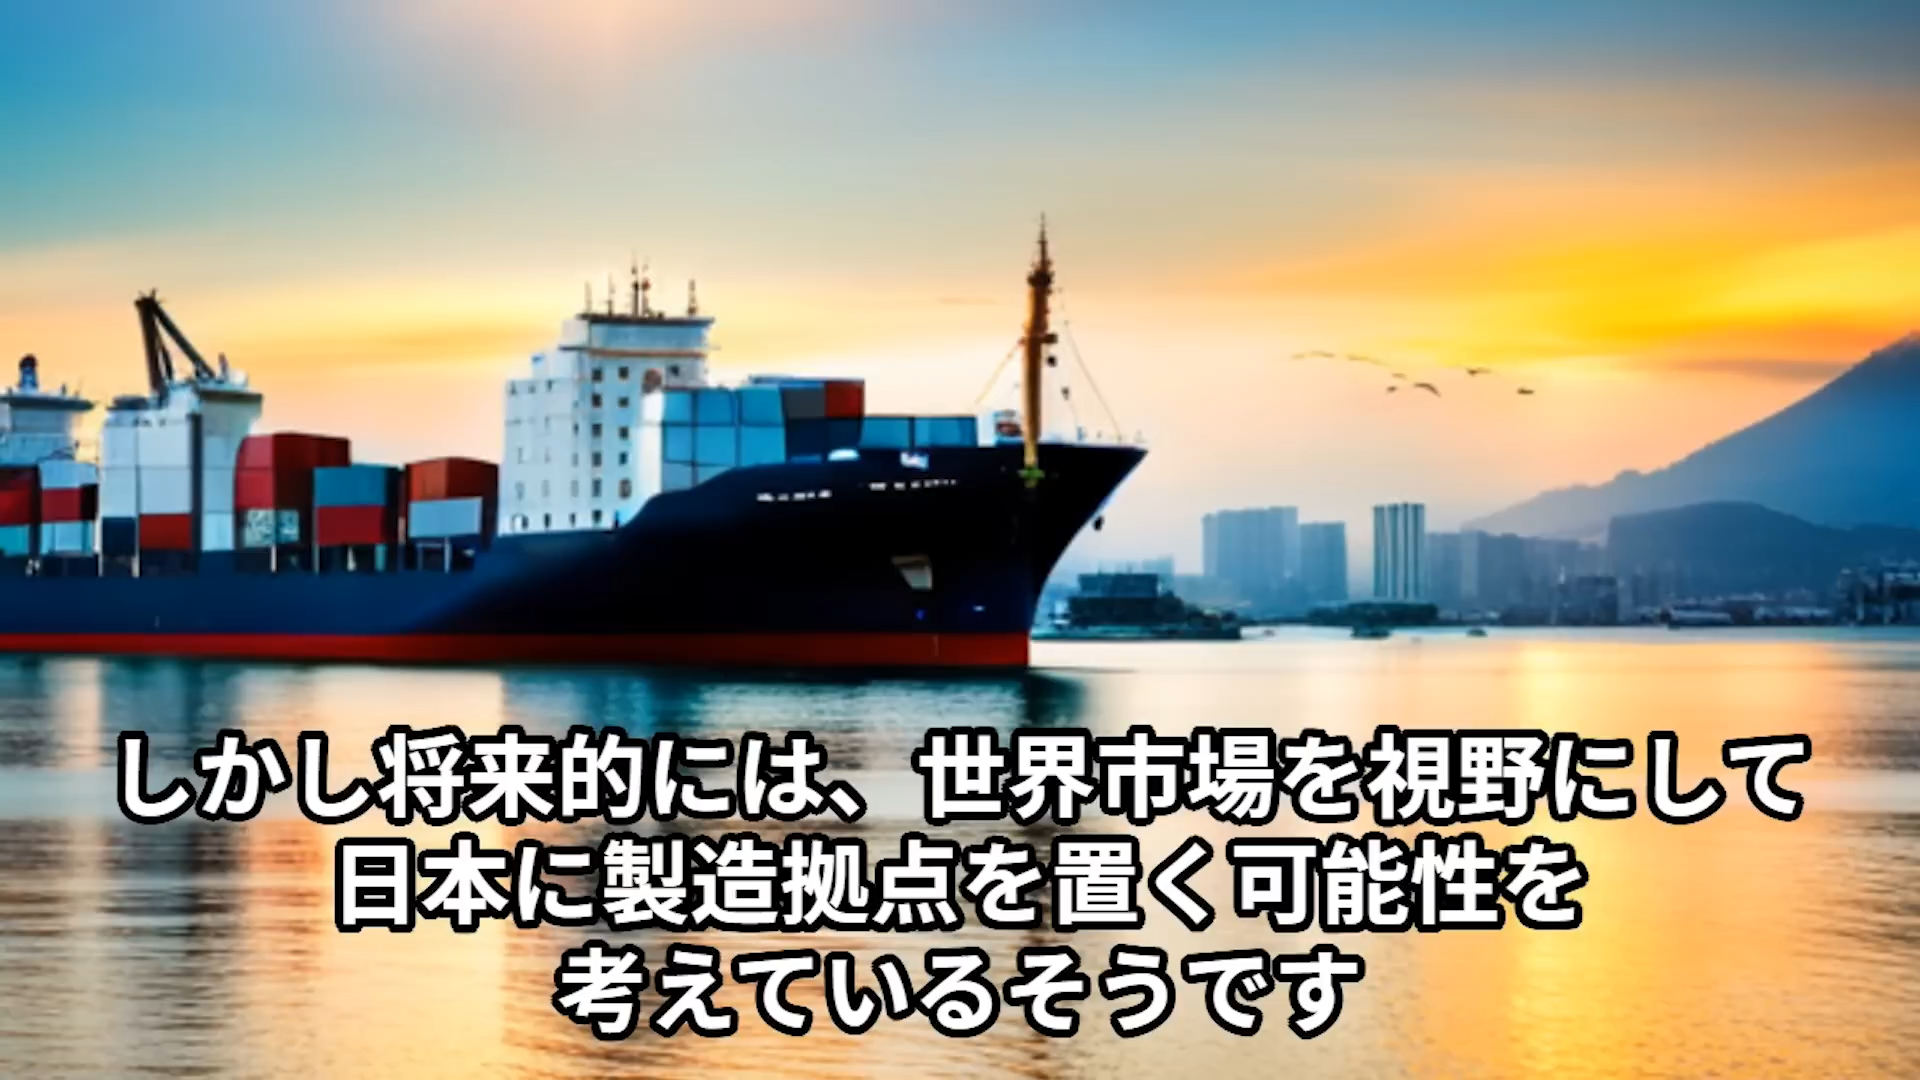 しかし将来的には、世界市場を視野にして
日本に製造拠点を置く可能性を
考えているそうです